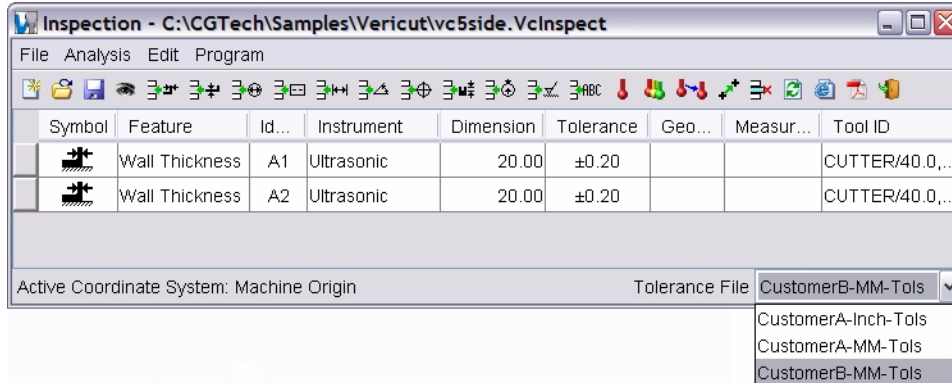 Inspection - C:\CGTech\Samples\Vericut\vc5side.VcInspect
File Analysis Edit Program
ABC
Symbol Feature Id... Instrument Dimension Tolerance Geo... Measur... Tool ID
Wall Thickness A1 Ultrasonic 20.00 ±0.20 CUTTER/40.0,..
Wall Thickness A2 Ultrasonic 20.00 ±0.20 CUTTER/40.0,..
Active Coordinate System: Machine Origin Tolerance File CustomerB-MM-Tols
CustomerA-Inch-Tols
CustomerA-MM-Tols
CustomerB-MM-Tols